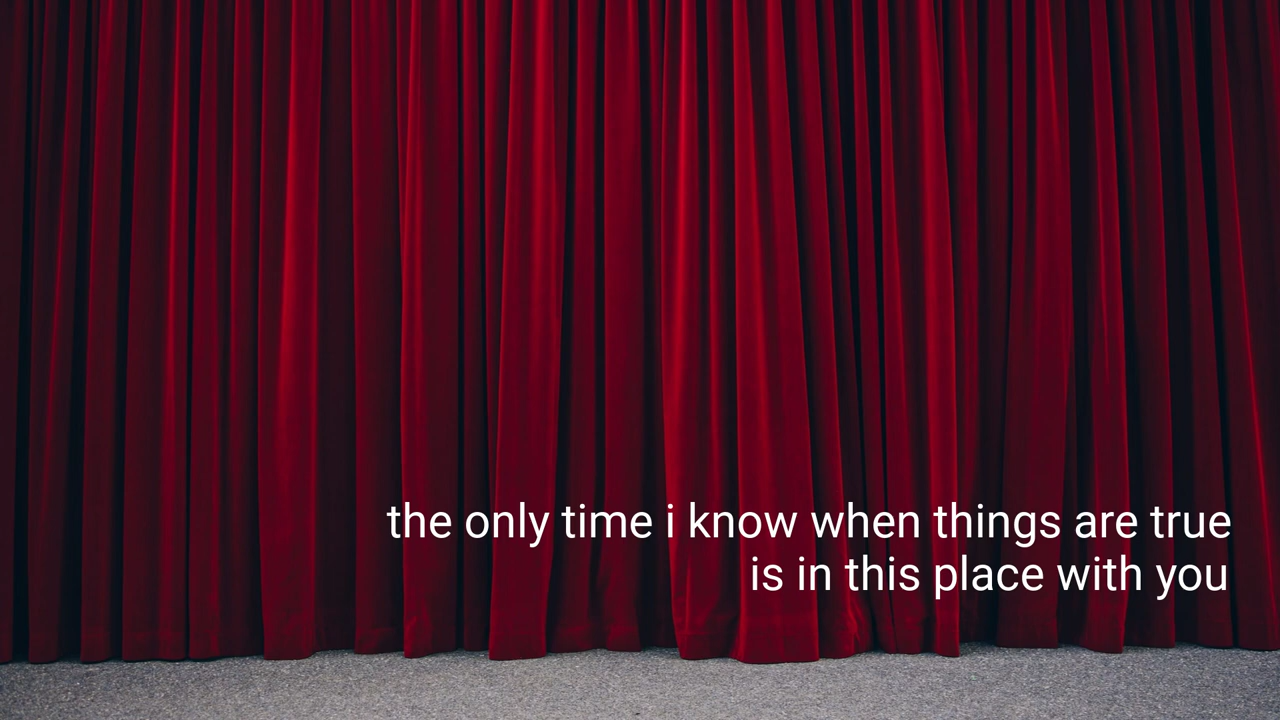 the only time i know when things are true
is in this place with you